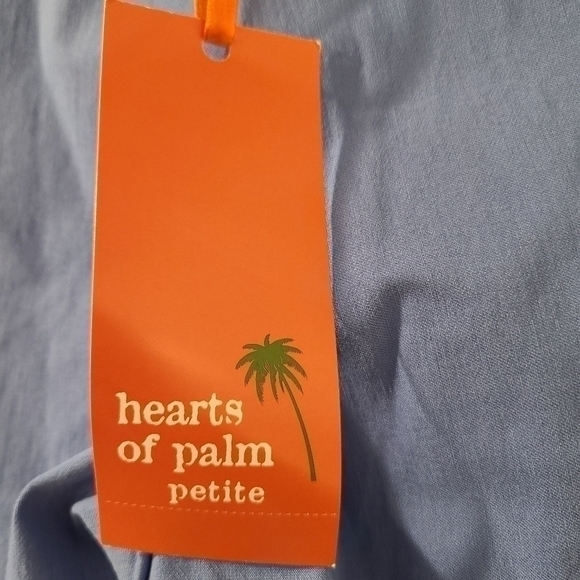 hearts
of palm
petite